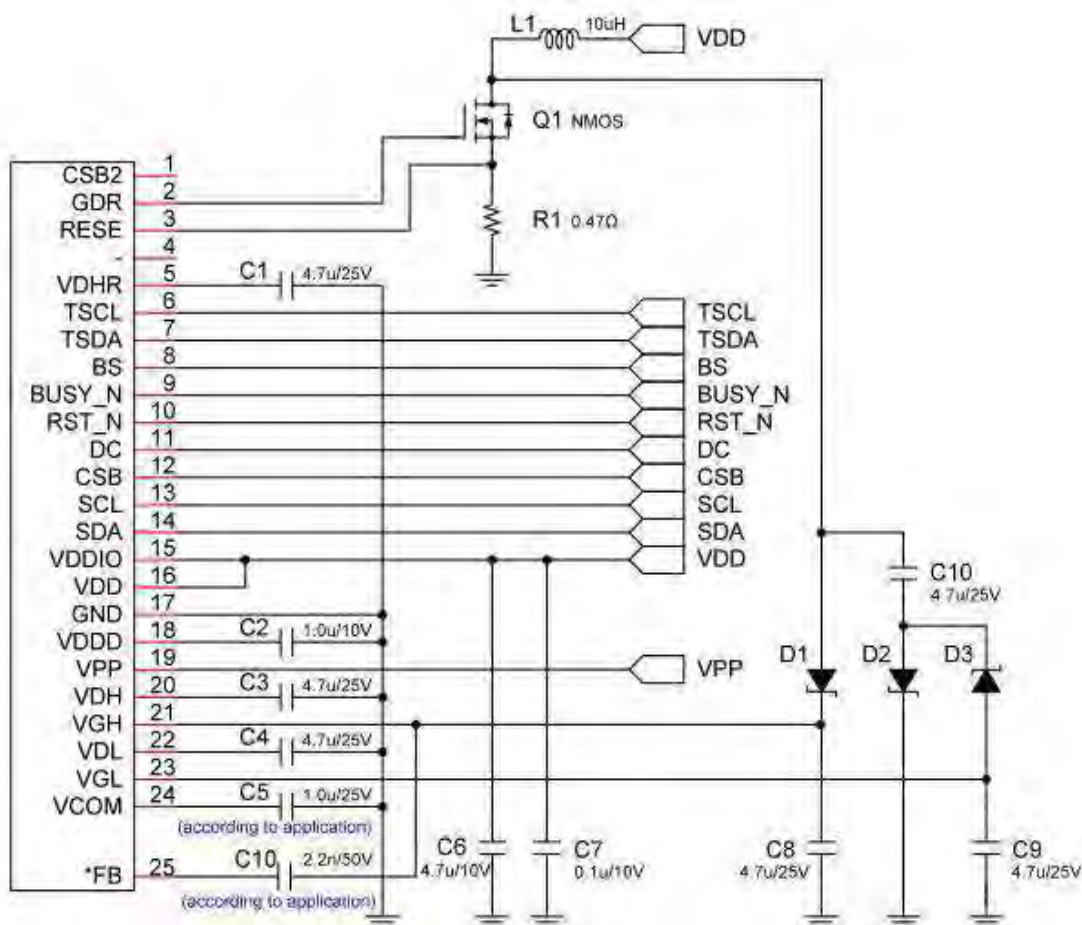 L1 10uH VDD
Q1 NMOS
CSB2 1
GDR 2
RESE 3
R1 0.47Ω
- 4
VDHR 5 C1 4.7u/25V
TSCL 6 TSCL
TSDA 7 TSDA
BS 8 BS
BUSY_N 9 BUSY_N
RST_N 10 RST_N
DC 11 DC
CSB 12 CSB
SCL 13 SCL
SDA 14 SDA
VDDIO 15 VDD
VDD 16
C10
4.7u/25V
GND 17
VDDD 18 C2 1.0u/10V
VPP 19 VPP
D1 D2 D3
VDH 20 C3 4.7u/25V
VGH 21
VDL 22 C4 4.7u/25V
VGL 23
VCOM 24 C5 1.0u/25V
(according to application)
C6
4.7u/10V
C7
0.1u/10V
C8
4.7u/25V
C9
4.7u/25V
*FB 25 C10 2.2n/50V
(according to application)